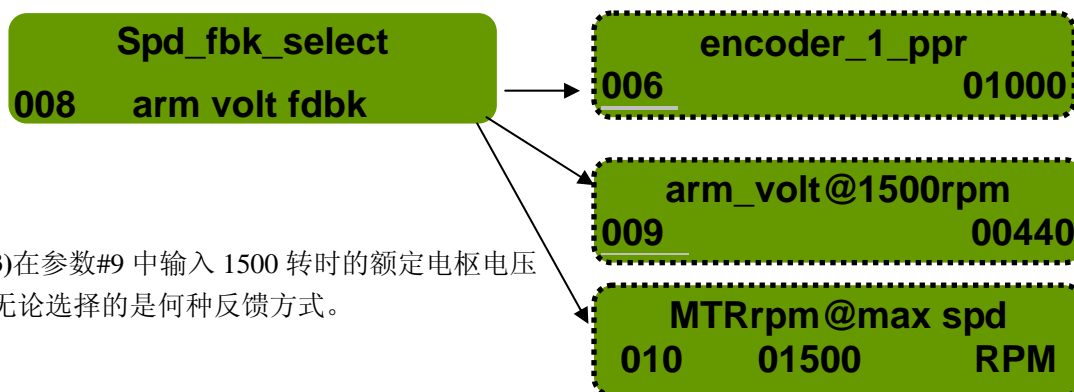 Spd_fbk_select
008 arm volt fdbk
encoder_1_ppr
006 01000
arm_volt@1500rpm
009 00440
)在参数#9 中输入 1500 转时的额定电枢电压
无论选择的是何种反馈方式。
MTRrpm@max spd
010 01500 RPM